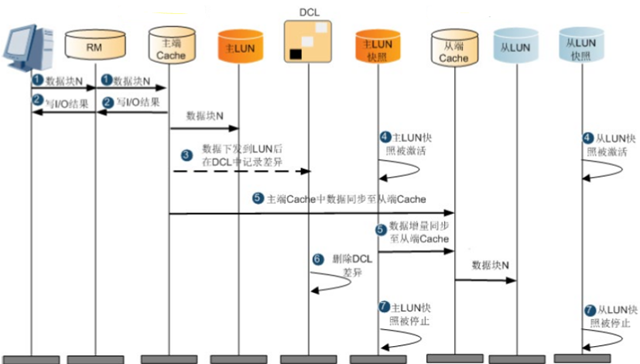 DCL
RM
主端
Cache
主LUN
主LUN
快照
从端
Cache
从LUN
从LUN
快照
1 数据块N
1 数据块N
2 写I/O结果
2 写I/O结果
数据块N
3 数据下发到LUN后
在DCL中记录差异
4 主LUN快
照被激活
4 从LUN快
照被激活
5 主端Cache中数据同步至从端Cache
5 数据增量同步
至从端Cache
6 删除DCL
差异
数据块N
7 主LUN快
照被停止
7 从LUN快
照被停止